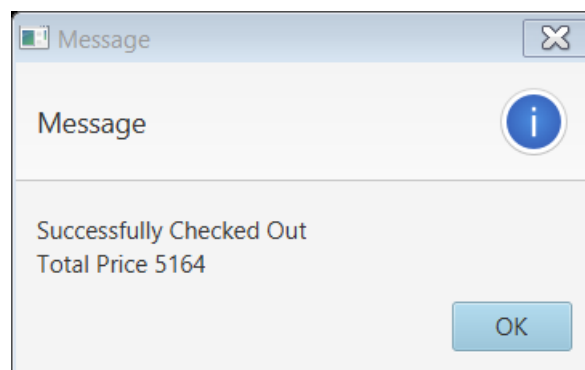 Message
Message
Successfully Checked Out
Total Price 5164
OK